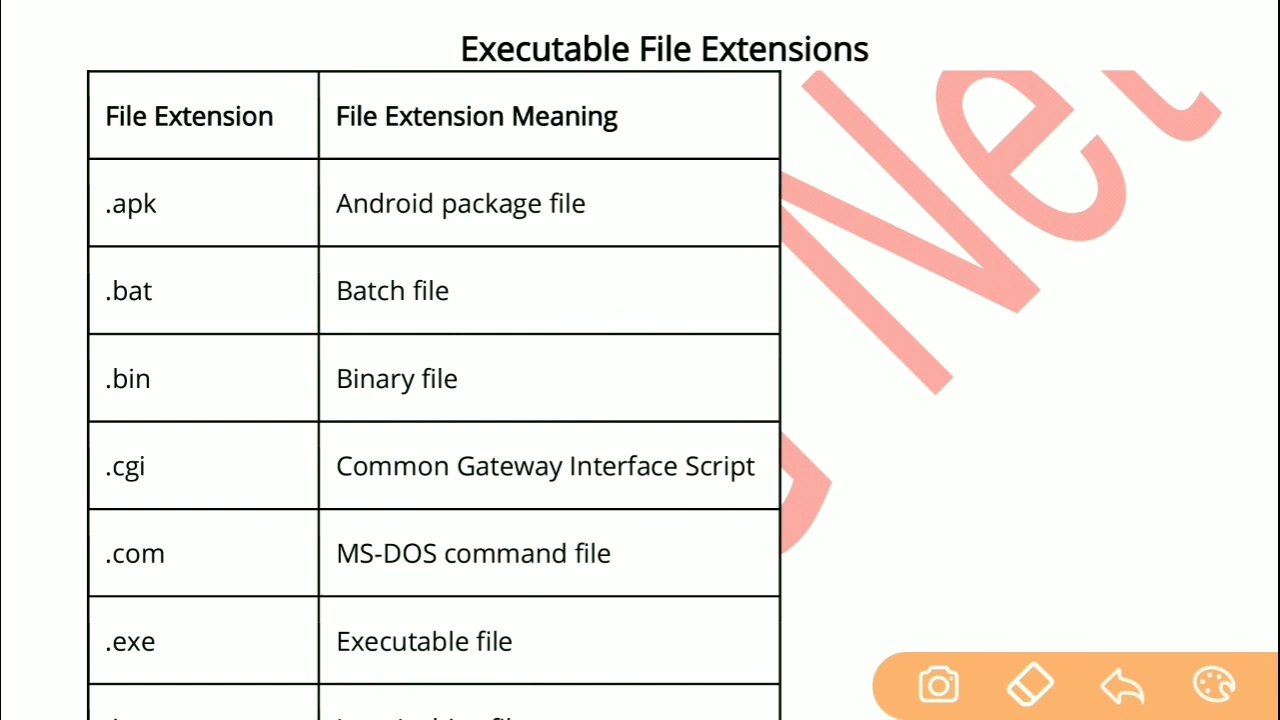 Executable File Extensions
File Extension File Extension Meaning
.apk Android package file
.bat Batch file
.bin Binary file
.cgi Common Gateway Interface Script
.com MS-DOS command file
.exe Executable file
Net